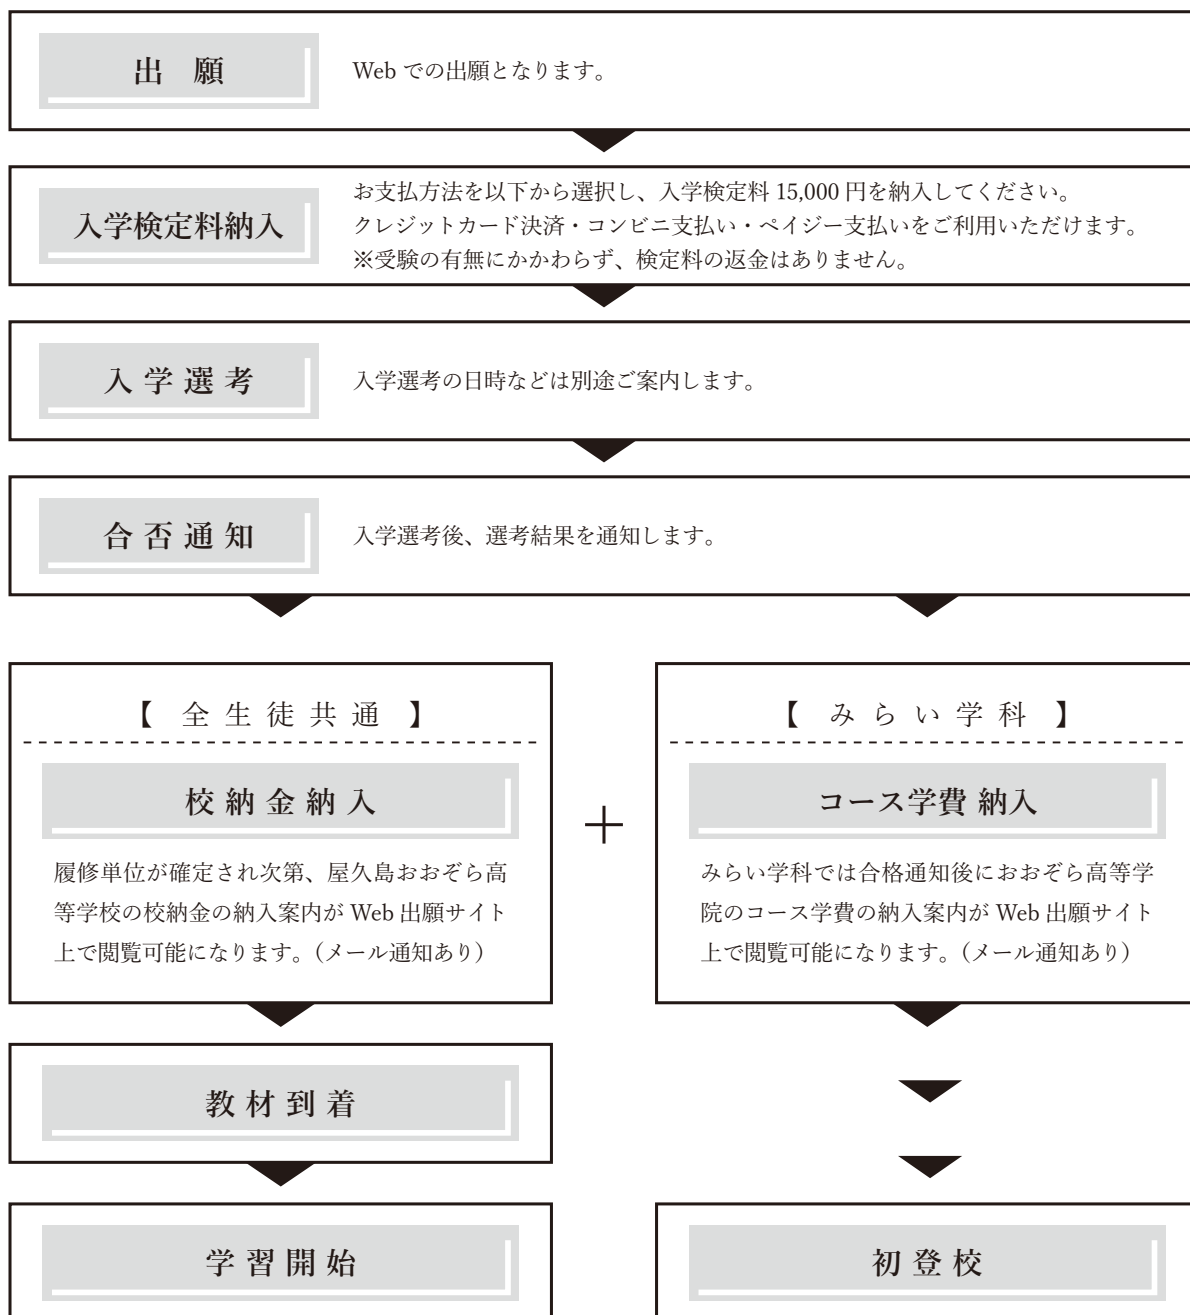 出 願
Web での出願となります。
入学検定料納入
お支払方法を以下から選択し、入学検定料 15,000 円を納入してください。
クレジットカード決済・コンビニ支払い・ペイジー支払いをご利用いただけます。
※受験の有無にかかわらず、検定料の返金はありません。
入学選考
入学選考の日時などは別途ご案内します。
合否通知
入学選考後、選考結果を通知します。
【 全生徒共通 】
校納金納入
履修単位が確定され次第、屋久島おおぞら高
等学校の校納金の納入案内が Web 出願サイト
上で閲覧可能になります。（メール通知あり）
＋
【 みらい学科 】
コース学費 納入
みらい学科では合格通知後におおぞら高等学
院のコース学費の納入案内が Web 出願サイト
上で閲覧可能になります。（メール通知あり）
教材到着
学習開始
初登校